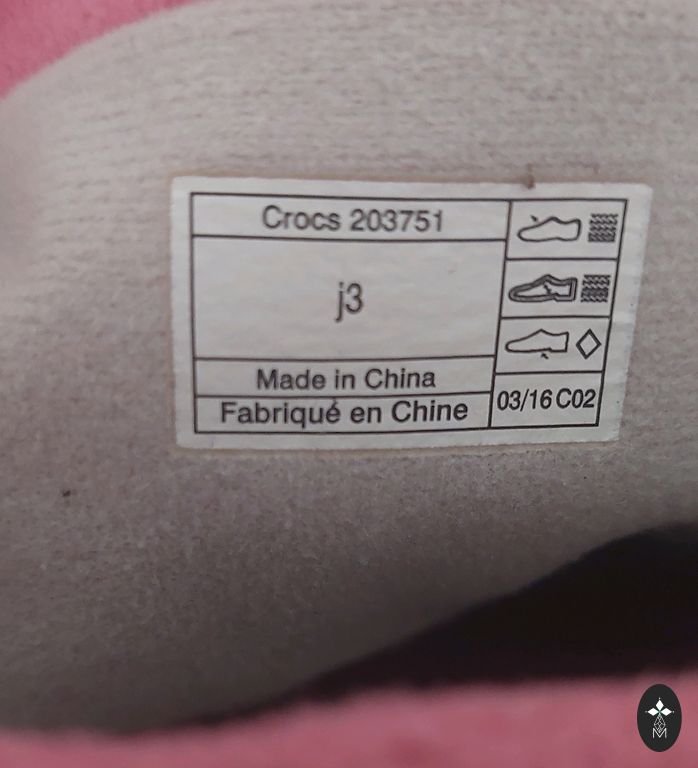 Crocs 203751
j3
Made in China
Fabriqué en Chine
03/16 C02
M